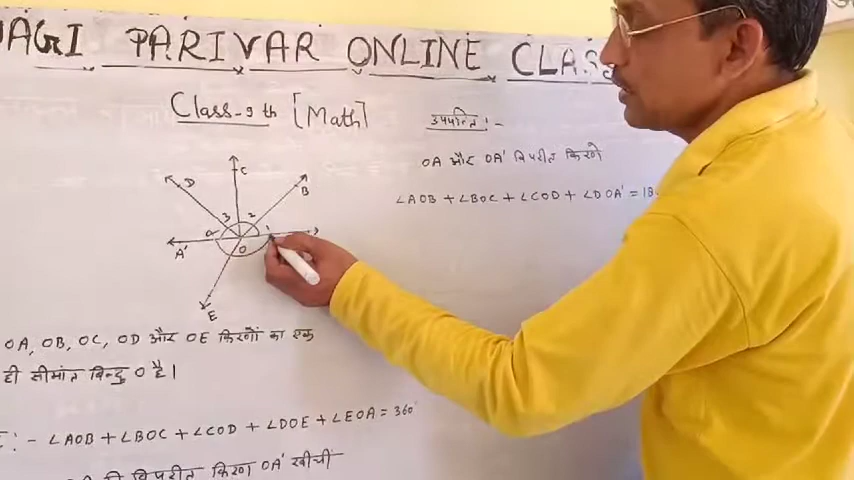 JAGI PARIVAR ONLINE CLAS
Class-9 th [Math]
उपपत्ति:-
OA और OA' विपरीत किरणे
∠AOB + ∠BOC + ∠COD + ∠DOA' = 18
C
D
B
3 2
1
A'
O
E
OA, OB, OC, OD और OE किरणों का एक
ही सीमांत बिन्दु O है।
:- ∠AOB + ∠BOC + ∠COD + ∠DOE + ∠EOA = 360°
विपरीत किरण OA' खींची